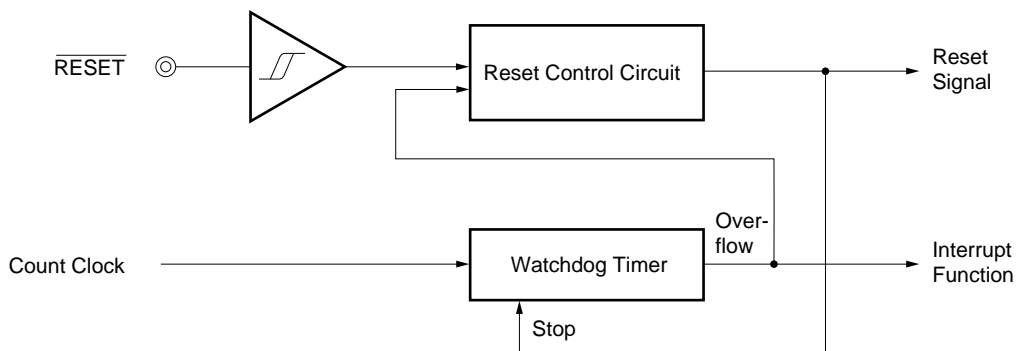 RESET
Reset Control Circuit
Reset
Signal
Over-
flow
Count Clock
Watchdog Timer
Interrupt
Function
Stop